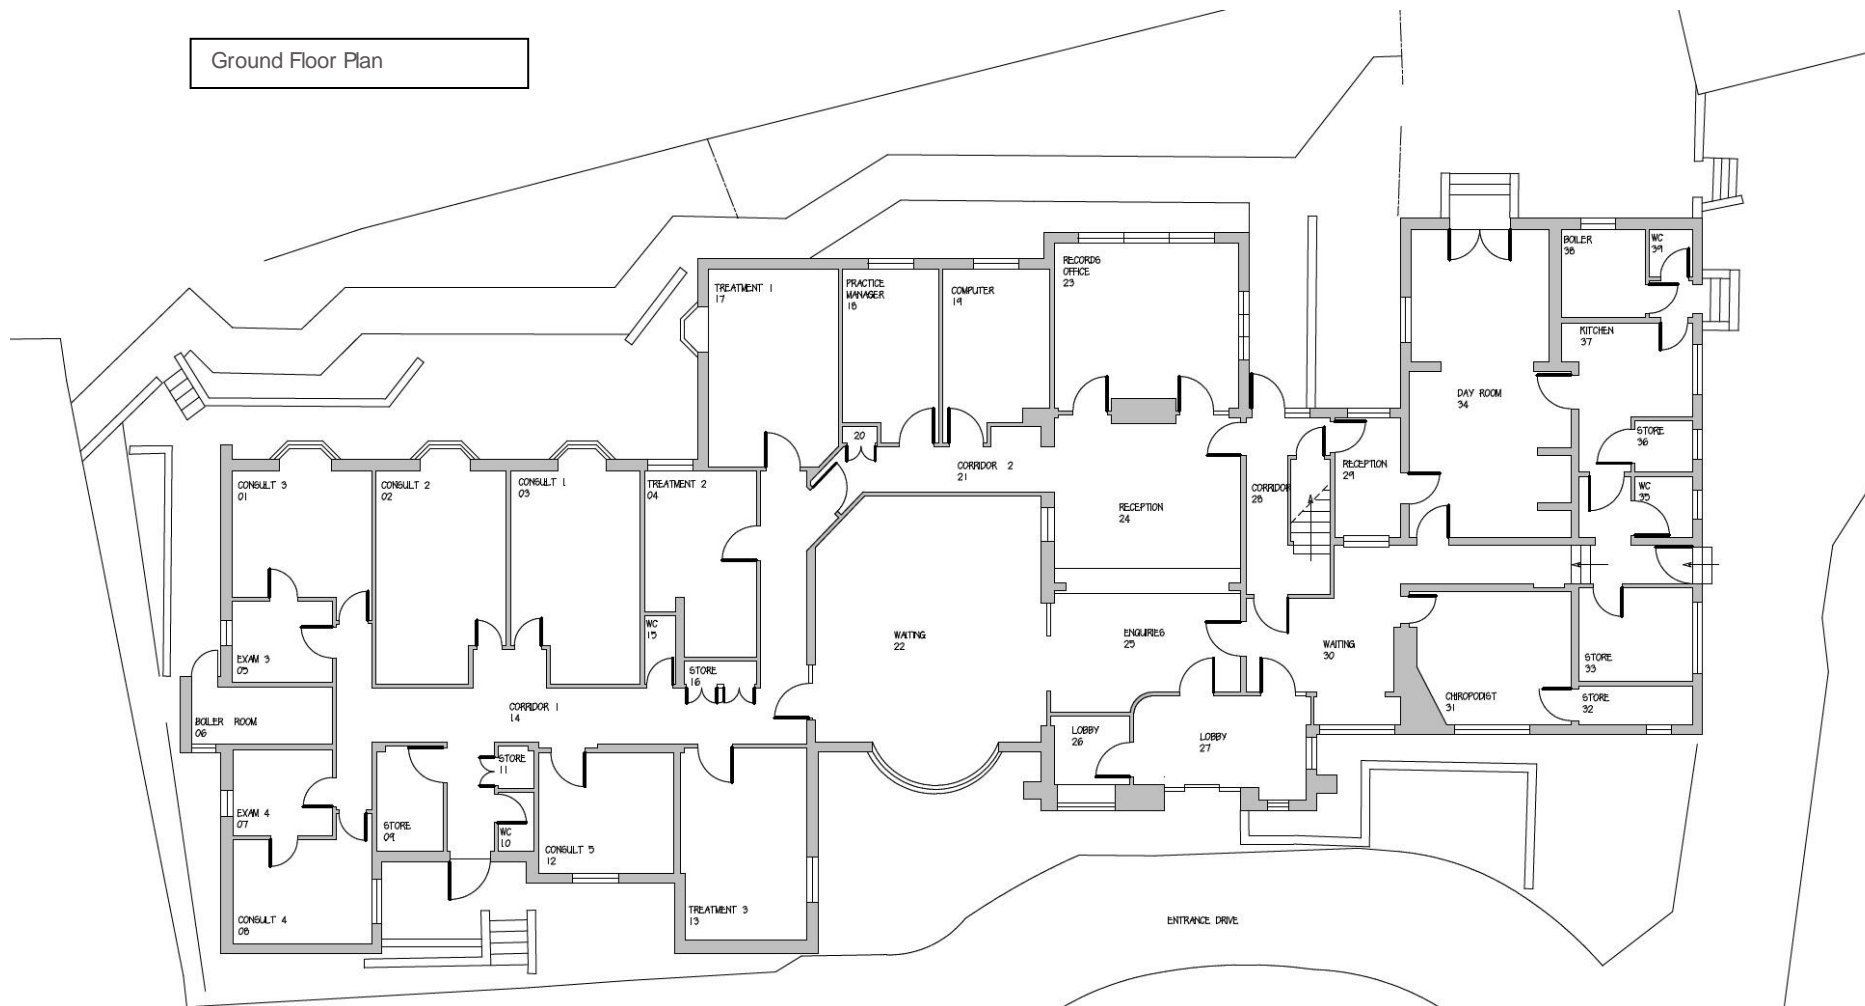 Ground Floor Plan
TREATMENT 1
17
PRACTICE
MANAGER
18
COMPUTER
19
RECORDS
OFFICE
23
BOILER
38
WC
39
KITCHEN
37
DAY ROOM
34
STORE
36
WC
35
20
CORRIDOR 2
21
RECEPTION
24
CORRIDOR
28
RECEPTION
29
CONSULT 3
01
CONSULT 2
02
CONSULT 1
03
TREATMENT 2
04
WC
15
STORE
16
EXAM 3
05
WAITING
22
ENQUIRIES
25
WAITING
30
CHIROPODIST
31
STORE
33
STORE
32
BOILER ROOM
06
CORRIDOR 1
14
LOBBY
26
LOBBY
27
EXAM 4
07
STORE
09
STORE
11
WC
10
CONSULT 5
12
TREATMENT 3
13
CONSULT 4
08
ENTRANCE DRIVE